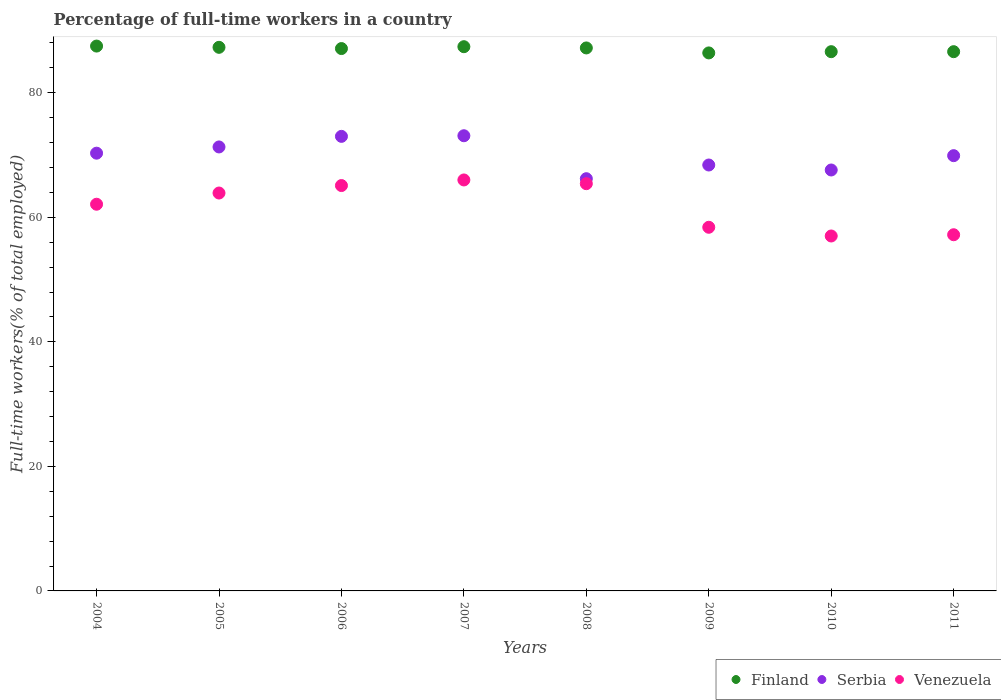 Percentage of full-time workers in a country
Full-time workers(% of total employed)
80
60
40
20
0
2004
2005
2006
2007
2008
2009
2010
2011
Years
Finland
Serbia
Venezuela